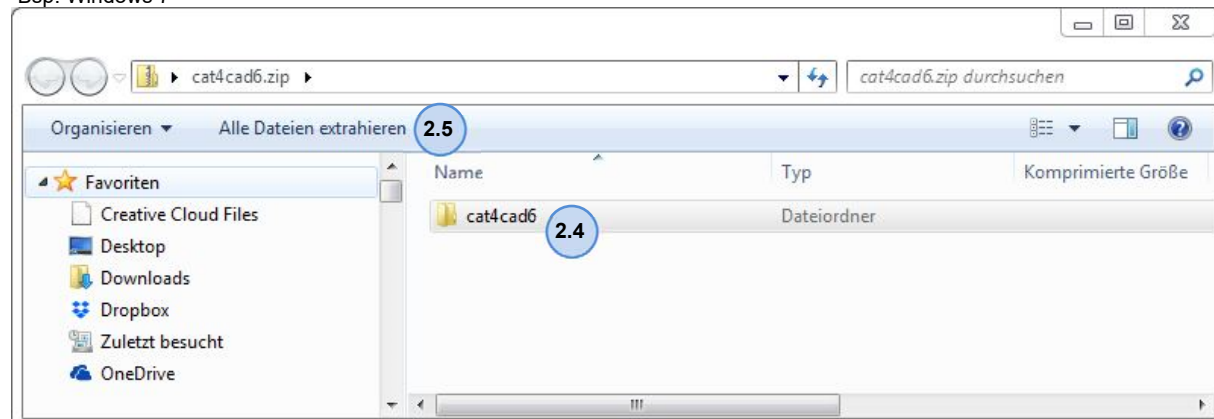 Bsp. Windows 7
cat4cad6.zip
cat4cad6.zip durchsuchen
Organisieren Alle Dateien extrahieren 2.5
Name Typ Komprimierte Größe
Favoriten
Creative Cloud Files
Desktop
Downloads
Dropbox
Zuletzt besucht
OneDrive
cat4cad6 2.4 Dateiordner